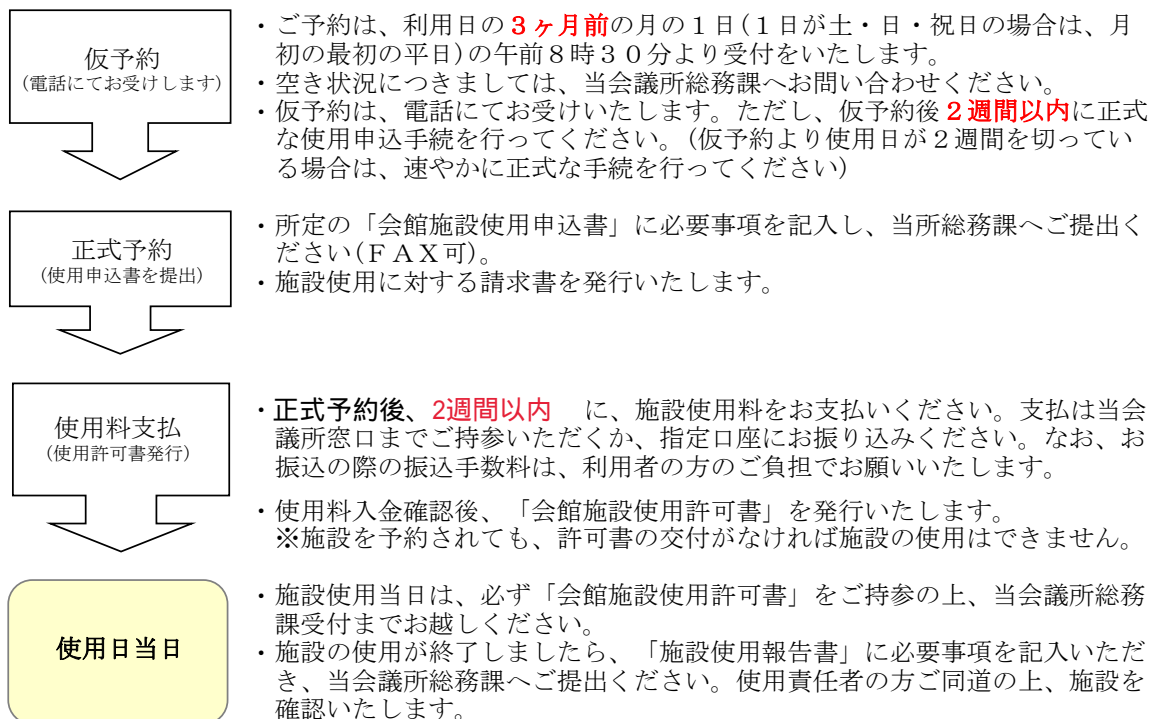 仮予約
(電話にてお受けします)
・ご予約は、利用日の３ヶ月前の月の１日(１日が土・日・祝日の場合は、月
初の最初の平日)の午前８時３０分より受付をいたします。
・空き状況につきましては、当会議所総務課へお問い合わせください。
・仮予約は、電話にてお受けいたします。ただし、仮予約後２週間以内に正式
な使用申込手続を行ってください。(仮予約より使用日が２週間を切ってい
る場合は、速やかに正式な手続を行ってください)
正式予約
(使用申込書を提出)
・所定の「会館施設使用申込書」に必要事項を記入し、当所総務課へご提出く
ださい(ＦＡＸ可)。
・施設使用に対する請求書を発行いたします。
使用料支払
(使用許可書発行)
・正式予約後、2週間以内　に、施設使用料をお支払いください。支払は当会
議所窓口までご持参いただくか、指定口座にお振り込みください。なお、お
振込の際の振込手数料は、利用者の方のご負担でお願いいたします。
・使用料入金確認後、「会館施設使用許可書」を発行いたします。
※施設を予約されても、許可書の交付がなければ施設の使用はできません。
使用日当日
・施設使用当日は、必ず「会館施設使用許可書」をご持参の上、当会議所総務
課受付までお越しください。
・施設の使用が終了しましたら、「施設使用報告書」に必要事項を記入いただ
き、当会議所総務課へご提出ください。使用責任者の方ご同道の上、施設を
確認いたします。